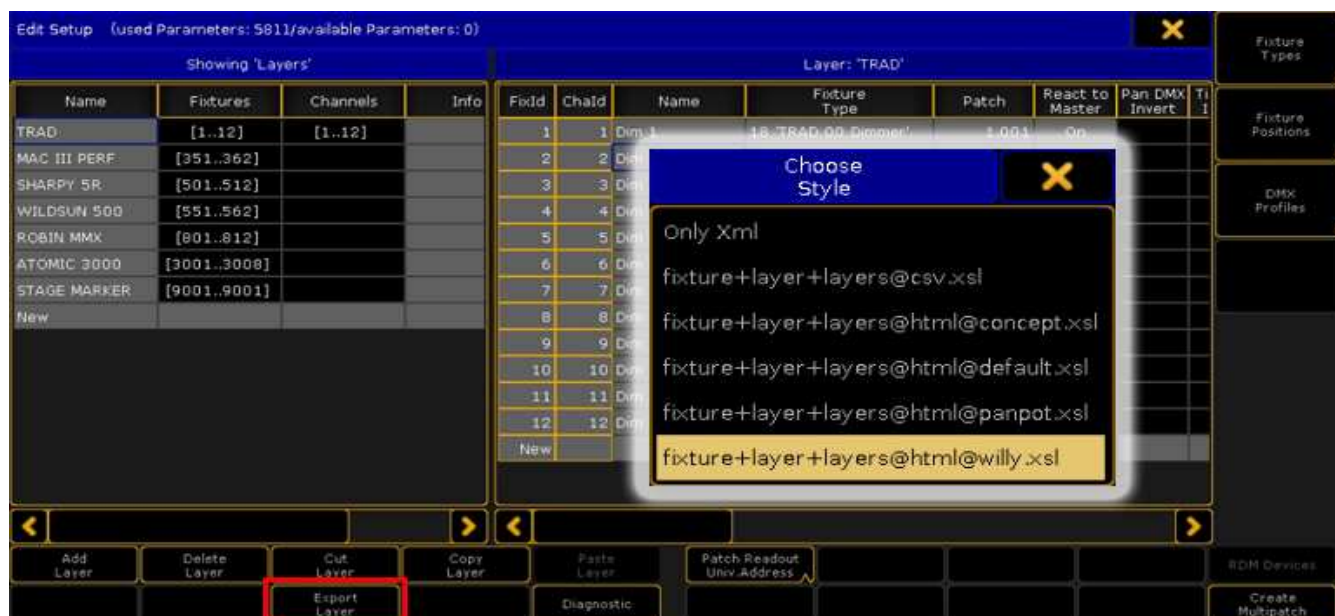 Edit Setup (used Parameters: 5811/available Parameters: 0)
Showing 'Layers'
Layer: 'TRAD'
Name Fixtures Channels Info
TRAD [1..12] [1..12]
MAC III PERF [351..362]
SHARPY 5R [501..512]
WILDSUN 500 [551..562]
ROBIN MMX [801..812]
ATOMIC 3000 [3001..3008]
STAGE MARKER [9001..9001]
New
FixId ChaId Name Fixture Type Patch React to Master Pan DMX Invert
1 1 Dim 1 18 'TRAD 00 Dimmer' 1.001 On
2 2
3 3
4 4
5 5
6 6
7 7
8 8
9 9
10 10
11 11
12 12
New
Choose
Style
Only Xml
fixture+layer+layers@csv.xsl
fixture+layer+layers@html@concept.xsl
fixture+layer+layers@html@default.xsl
fixture+layer+layers@html@panpot.xsl
fixture+layer+layers@html@willy.xsl
Fixture
Types
Fixture
Positions
DMX
Profiles
Add
Layer
Delete
Layer
Cut
Layer
Copy
Layer
Paste
Layer
Patch Readout
Univ.Address
RDM Devices
Export
Layer
Diagnostic
Create
Multipatch